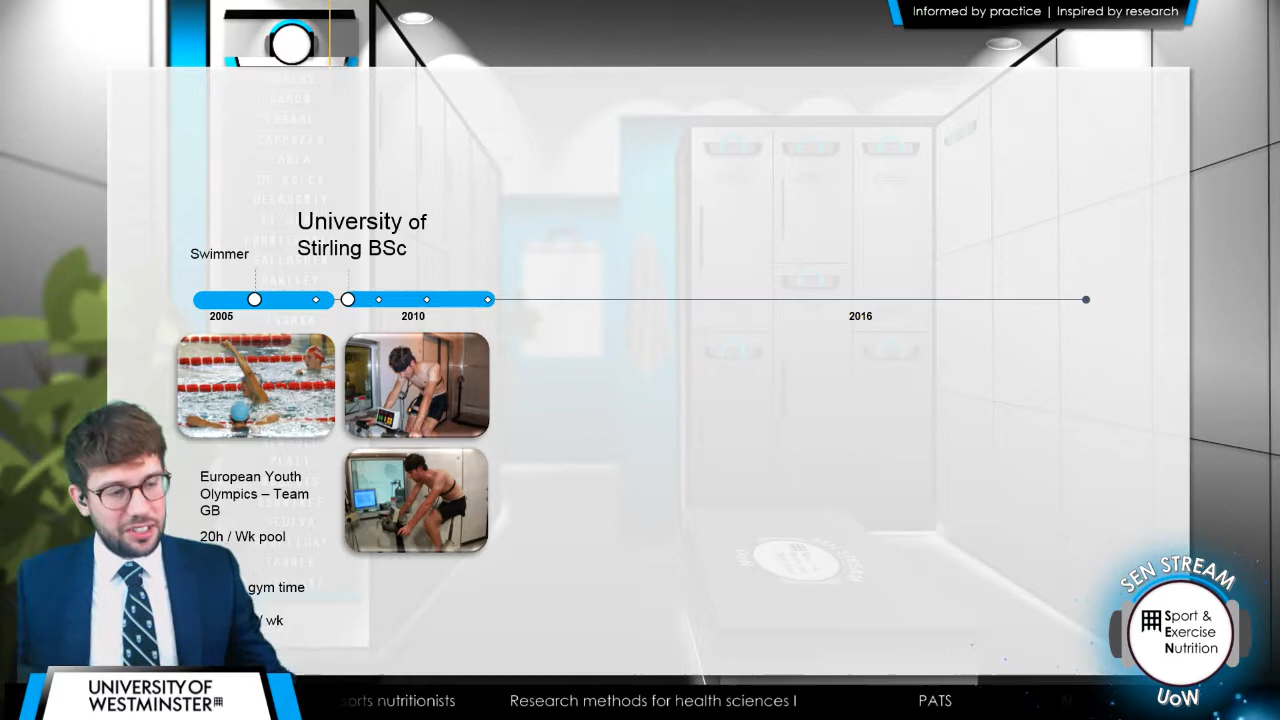 Informed by practice | Inspired by research
University of
Stirling BSc
Swimmer
2005
2010
2016
European Youth
Olympics – Team
GB
20h / Wk pool
gym time
/ wk
SEN STREAM
Sport &
Exercise
Nutrition
UoW
UNIVERSITY OF
WESTMINSTER
nutritionists
Research methods for health sciences I
PATS